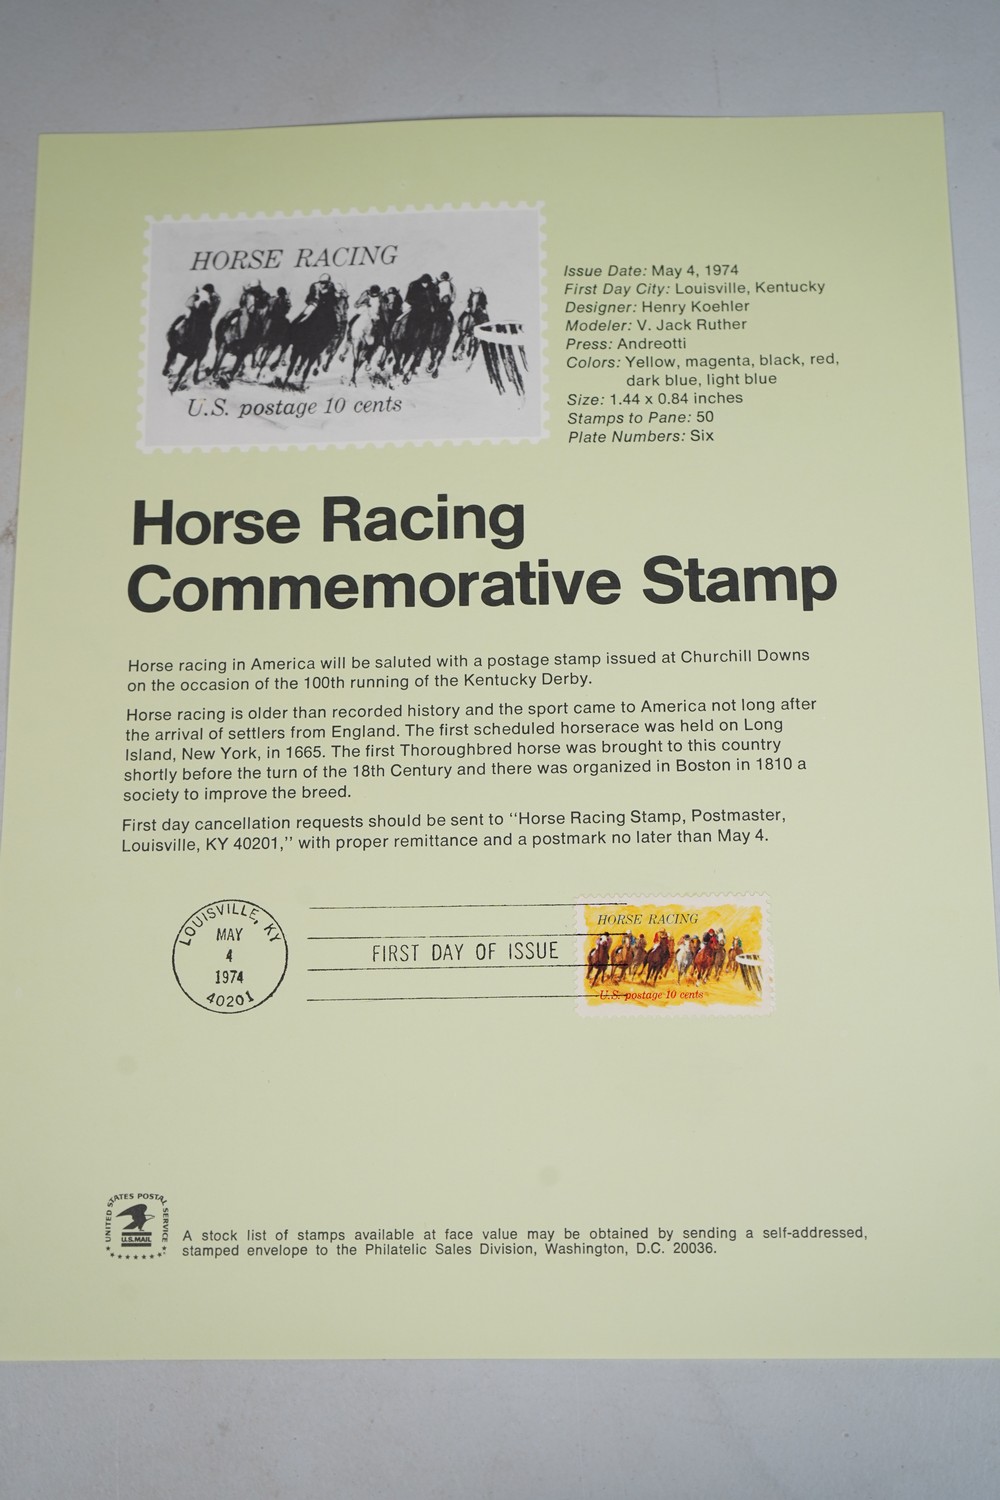 HORSE RACING
U.S. postage 10 cents
Issue Date: May 4, 1974
First Day City: Louisville, Kentucky
Designer: Henry Koehler
Modeler: V. Jack Ruther
Press: Andreotti
Colors: Yellow, magenta, black, red,
dark blue, light blue
Size: 1.44 x 0.84 inches
Stamps to Pane: 50
Plate Numbers: Six
Horse Racing
Commemorative Stamp
Horse racing in America will be saluted with a postage stamp issued at Churchill Downs
on the occasion of the 100th running of the Kentucky Derby.
Horse racing is older than recorded history and the sport came to America not long after
the arrival of settlers from England. The first scheduled horserace was held on Long
Island, New York, in 1665. The first Thoroughbred horse was brought to this country
shortly before the turn of the 18th Century and there was organized in Boston in 1810 a
society to improve the breed.
First day cancellation requests should be sent to “Horse Racing Stamp, Postmaster,
Louisville, KY 40201,” with proper remittance and a postmark no later than May 4.
LOUISVILLE, KY
MAY
4
1974
40201
FIRST DAY OF ISSUE
HORSE RACING
U.S. postage 10 cents
UNITED STATES POSTAL SERVICE
U.S.MAIL
A stock list of stamps available at face value may be obtained by sending a self-addressed,
stamped envelope to the Philatelic Sales Division, Washington, D.C. 20036.